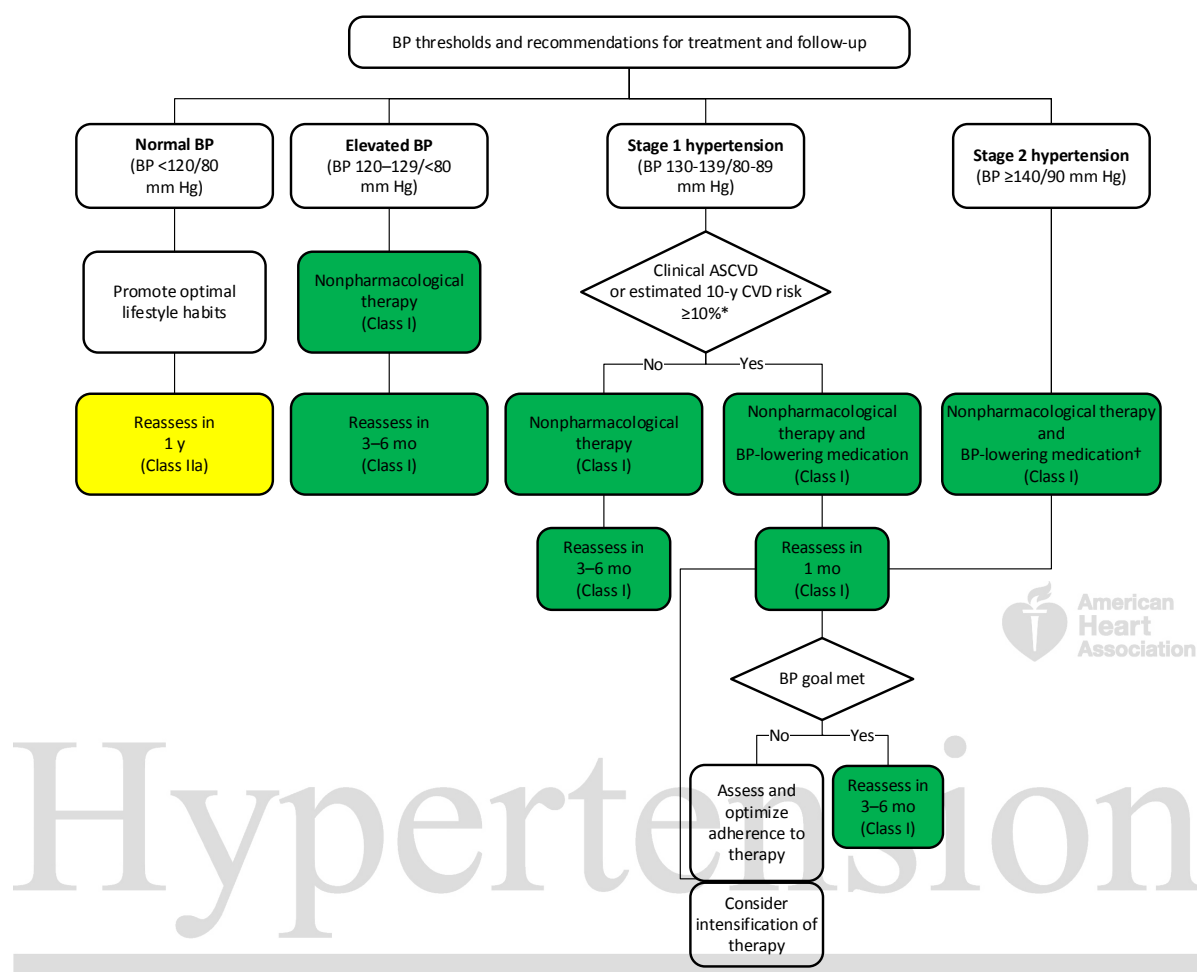 BP thresholds and recommendations for treatment and follow-up
Normal BP
(BP <120/80
mm Hg)
Elevated BP
(BP 120–129/<80
mm Hg)
Stage 1 hypertension
(BP 130-139/80-89
mm Hg)
Stage 2 hypertension
(BP ≥140/90 mm Hg)
Promote optimal
lifestyle habits
Nonpharmacological
therapy
(Class I)
Clinical ASCVD
or estimated 10-y CVD risk
≥10%*
No
Yes
Reassess in
1 y
(Class IIa)
Reassess in
3–6 mo
(Class I)
Nonpharmacological
therapy
(Class I)
Nonpharmacological
therapy and
BP-lowering medication
(Class I)
Nonpharmacological therapy
and
BP-lowering medication†
(Class I)
Reassess in
3–6 mo
(Class I)
Reassess in
1 mo
(Class I)
American
Heart
Association
BP goal met
No
Yes
Assess and
optimize
adherence to
therapy
Reassess in
3–6 mo
(Class I)
Consider
intensification of
therapy
Hypertension